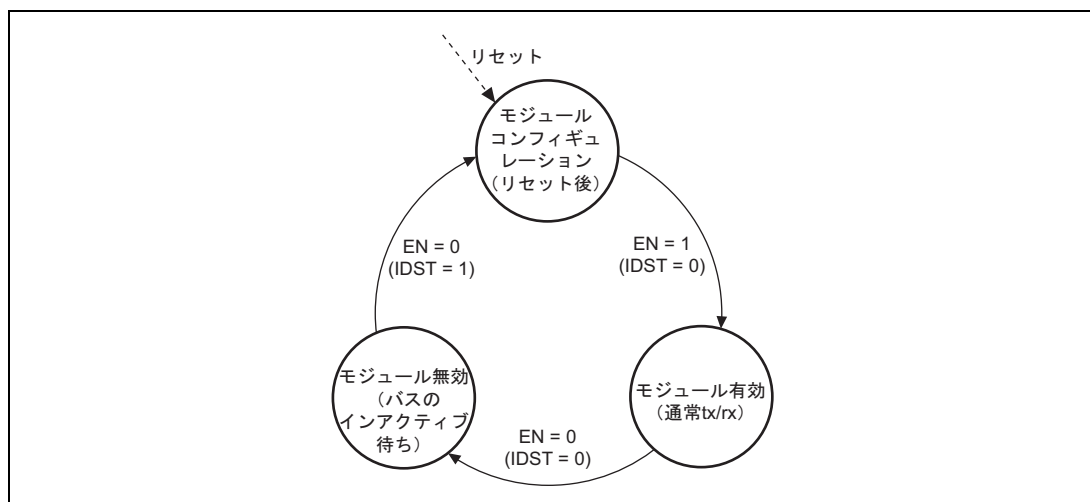 リセット
モジュール
コンフィギュ
レーション
（リセット後）
EN = 0
(IDST = 1)
EN = 1
(IDST = 0)
モジュール無効
（バスの
インアクティブ
待ち）
モジュール有効
（通常tx/rx）
EN = 0
(IDST = 0)